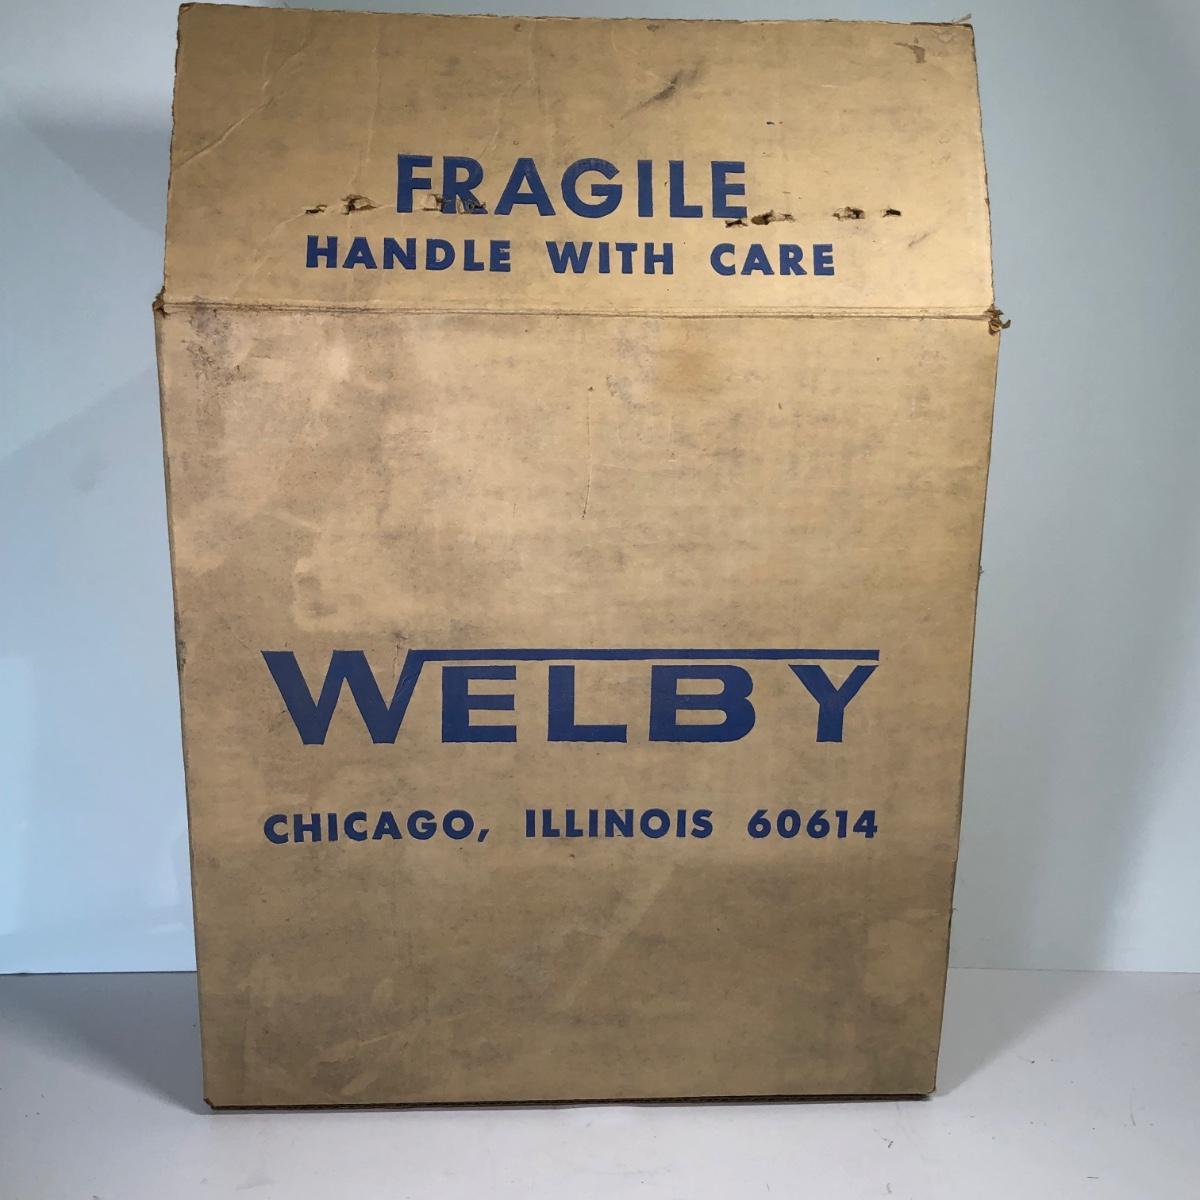 FRAGILE
HANDLE WITH CARE
WELBY
CHICAGO, ILLINOIS 60614